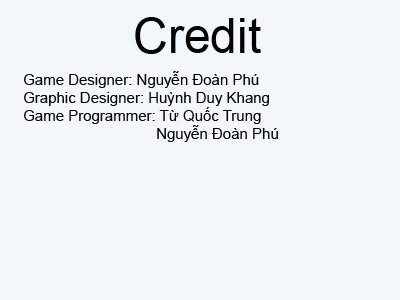 Credit
Game Designer: Nguyễn Đoàn Phú
Graphic Designer: Huỳnh Duy Khang
Game Programmer: Từ Quốc Trung
Nguyễn Đoàn Phú